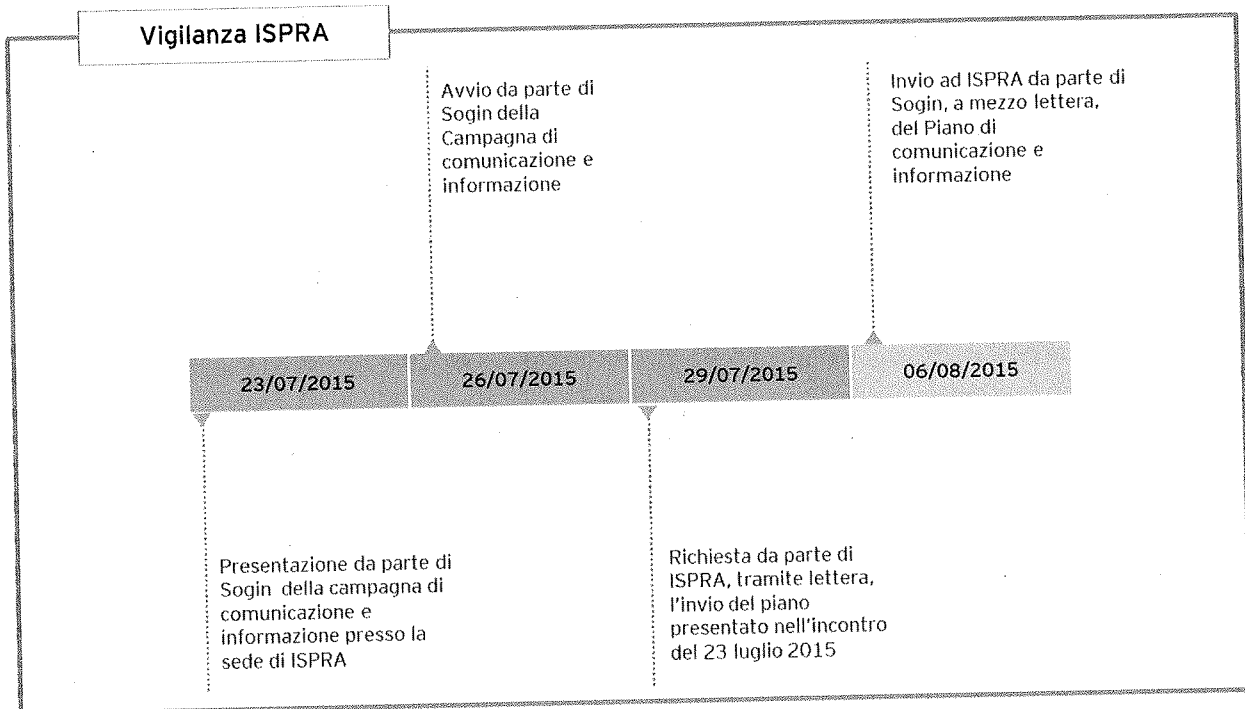 Vigilanza ISPRA
Avvio da parte di
Sogin della
Campagna di
comunicazione e
informazione
Invio ad ISPRA da parte di
Sogin, a mezzo lettera,
del Piano di
comunicazione e
informazione
23/07/2015
26/07/2015
29/07/2015
06/08/2015
Presentazione da parte di
Sogin della campagna di
comunicazione e
informazione presso la
sede di ISPRA
Richiesta da parte di
ISPRA, tramite lettera,
l'invio del piano
presentato nell'incontro
del 23 luglio 2015